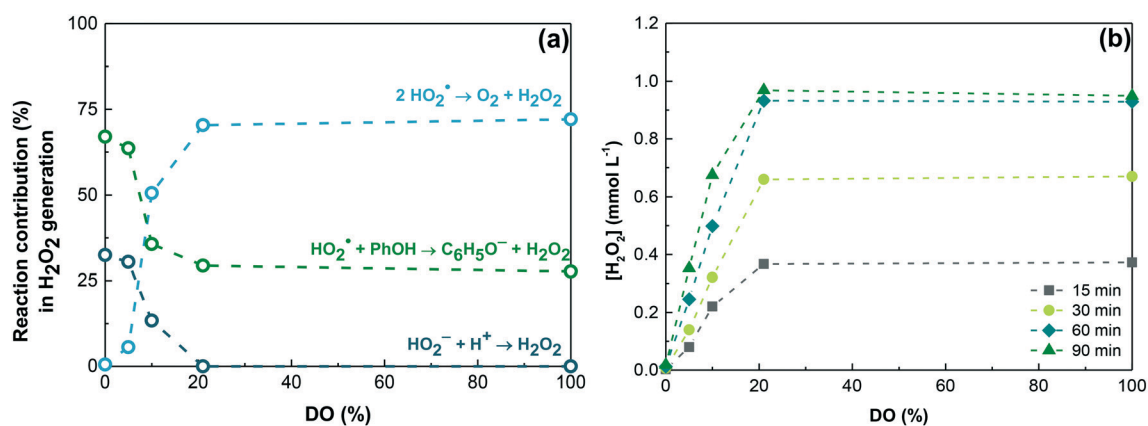 (a)
Reaction contribution (%)
in H₂O₂ generation
100
75
50
25
0
2 HO₂• → O₂ + H₂O₂
HO₂• + PhOH → C₆H₅O⁻ + H₂O₂
HO₂⁻ + H⁺ → H₂O₂
0 20 40 60 80 100
DO (%)
(b)
[H₂O₂] (mmol L⁻¹)
1.2
1.0
0.8
0.6
0.4
0.2
0.0
15 min
30 min
60 min
90 min
0 20 40 60 80 100
DO (%)